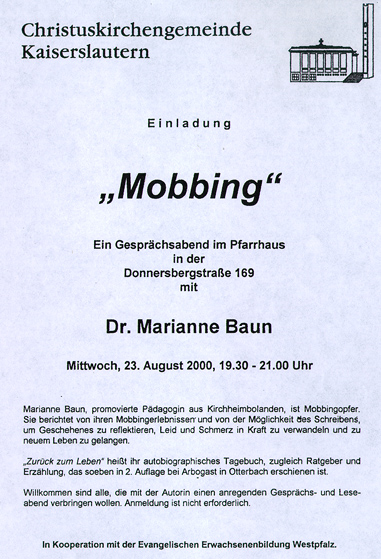 Christuskirchengemeinde
Kaiserslautern
Einladung
„Mobbing“
Ein Gesprächsabend im Pfarrhaus
in der
Donnersbergstraße 169
mit
Dr. Marianne Baun
Mittwoch, 23. August 2000, 19.30 - 21.00 Uhr
Marianne Baun, promovierte Pädagogin aus Kirchheimbolanden, ist Mobbingopfer.
Sie berichtet von ihren Mobbingerlebnissen und von der Möglichkeit des Schreibens,
um Geschehenes zu reflektieren, Leid und Schmerz in Kraft zu verwandeln und zu
neuem Leben zu gelangen.
„Zurück zum Leben“ heißt ihr autobiographisches Tagebuch, zugleich Ratgeber und
Erzählung, das soeben in 2. Auflage bei Arbogast in Otterbach erschienen ist.
Willkommen sind alle, die mit der Autorin einen anregenden Gesprächs- und Lese-
abend verbringen wollen. Anmeldung ist nicht erforderlich.
In Kooperation mit der Evangelischen Erwachsenenbildung Westpfalz.